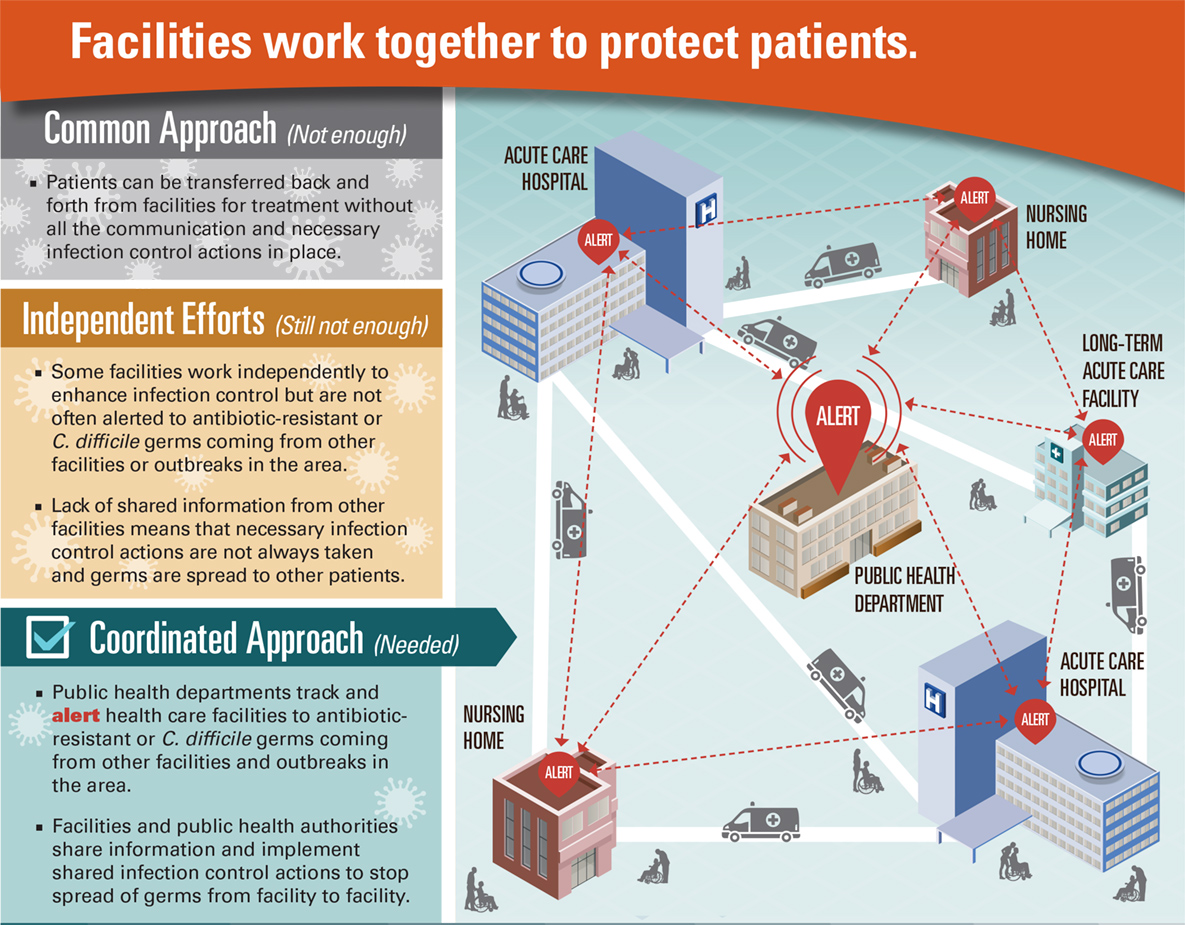 Facilities work together to protect patients.
Common Approach (Not enough)
▪ Patients can be transferred back and
forth from facilities for treatment without
all the communication and necessary
infection control actions in place.
Independent Efforts (Still not enough)
▪ Some facilities work independently to
enhance infection control but are not
often alerted to antibiotic-resistant or
C. difficile germs coming from other
facilities or outbreaks in the area.
▪ Lack of shared information from other
facilities means that necessary infection
control actions are not always taken
and germs are spread to other patients.
Coordinated Approach (Needed)
▪ Public health departments track and
alert health care facilities to antibiotic-
resistant or C. difficile germs coming
from other facilities and outbreaks in
the area.
▪ Facilities and public health authorities
share information and implement
shared infection control actions to stop
spread of germs from facility to facility.
ACUTE CARE
HOSPITAL
H
ALERT
ALERT
NURSING
HOME
LONG-TERM
ACUTE CARE
FACILITY
ALERT
ALERT
PUBLIC HEALTH
DEPARTMENT
ACUTE CARE
HOSPITAL
H
ALERT
NURSING
HOME
ALERT